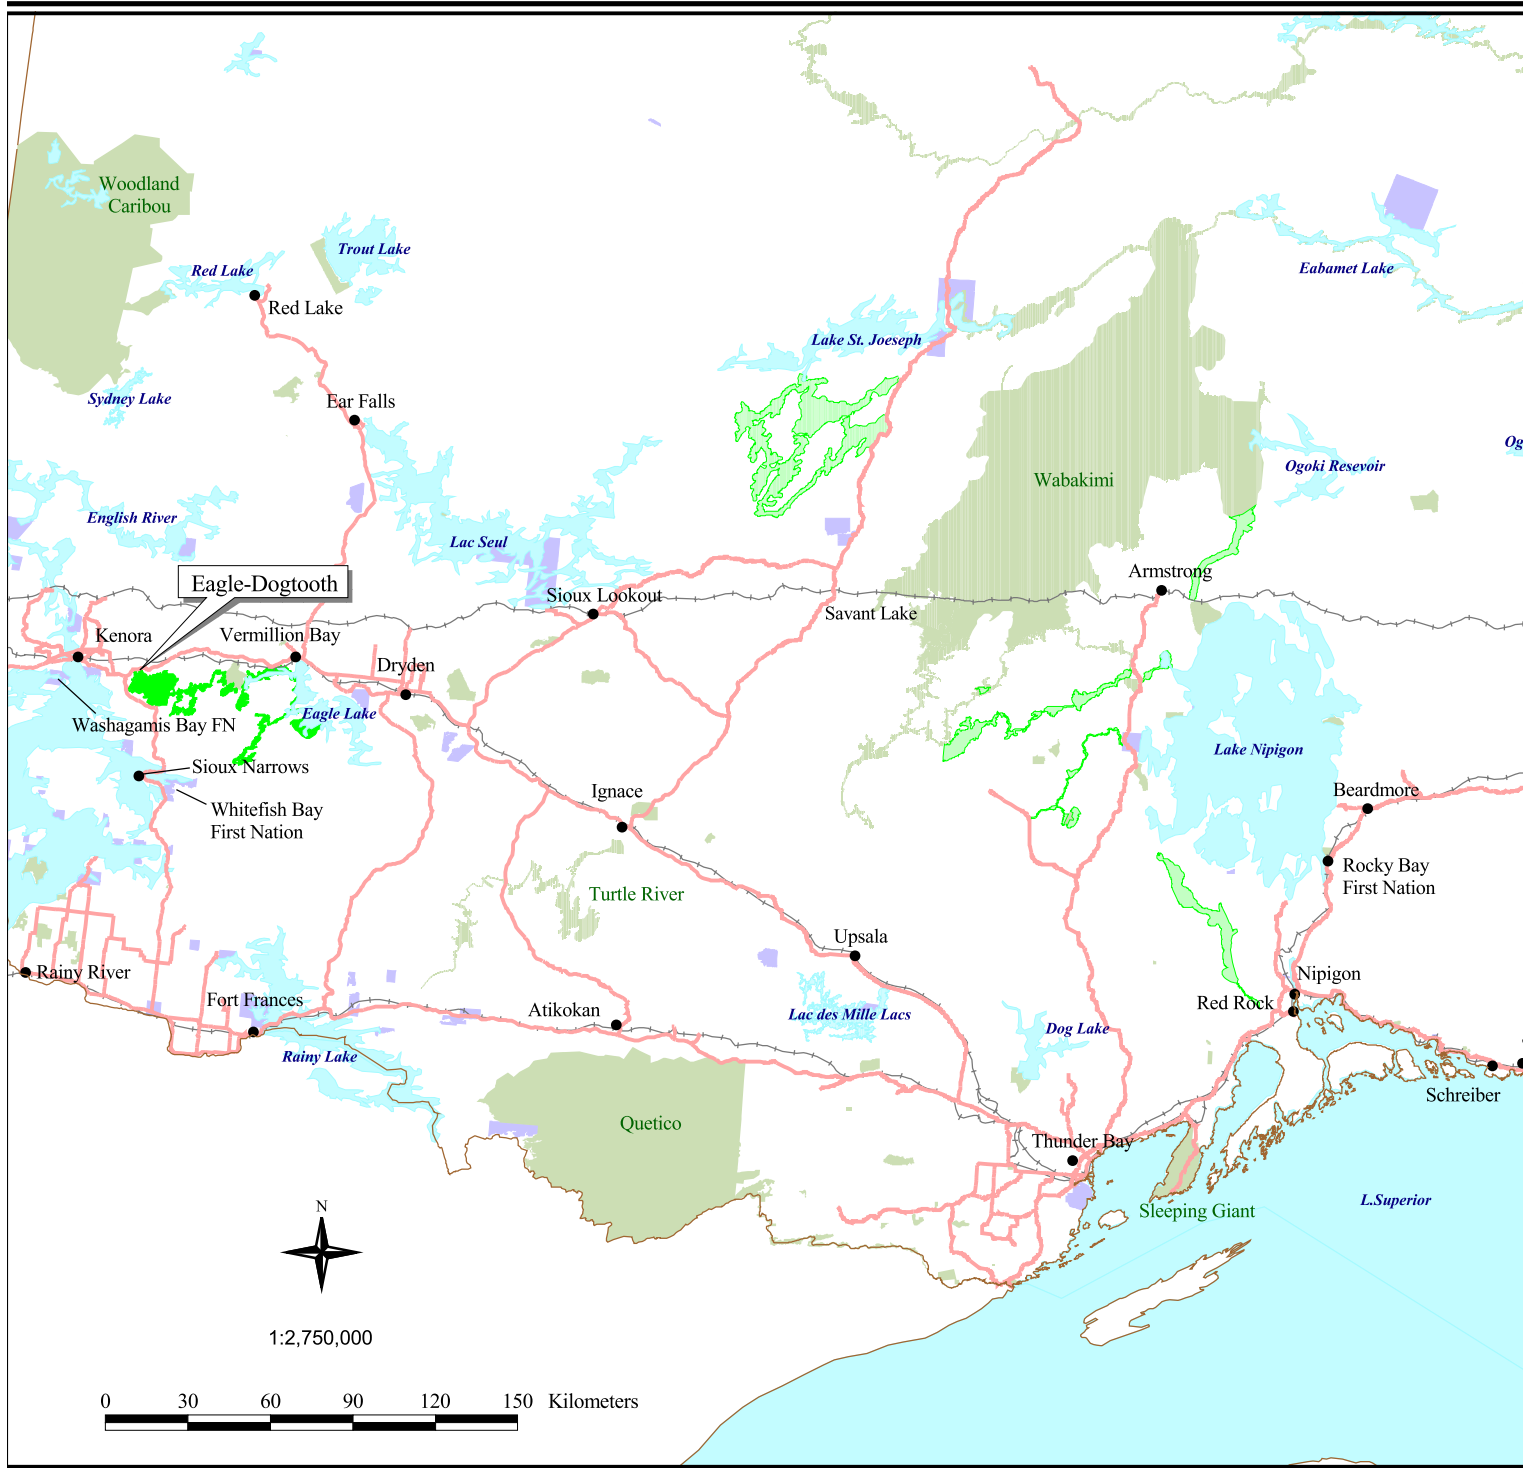 Woodland
Caribou
Trout Lake
Red Lake
Red Lake
Eabamet Lake
Lake St. Joeseph
Sydney Lake
Ear Falls
Og
Ogoki Resevoir
Wabakimi
English River
Lac Seul
Armstrong
Eagle-Dogtooth
Sioux Lookout
Savant Lake
Kenora
Vermillion Bay
Dryden
Eagle Lake
Washagamis Bay FN
Lake Nipigon
Sioux Narrows
Ignace
Beardmore
Whitefish Bay
First Nation
Rocky Bay
First Nation
Turtle River
Upsala
Rainy River
Nipigon
Fort Frances
Red Rock
Atikokan
Lac des Mille Lacs
Dog Lake
Rainy Lake
Schreiber
Quetico
Thunder Bay
L.Superior
Sleeping Giant
N
1:2,750,000
0 30 60 90 120 150 Kilometers